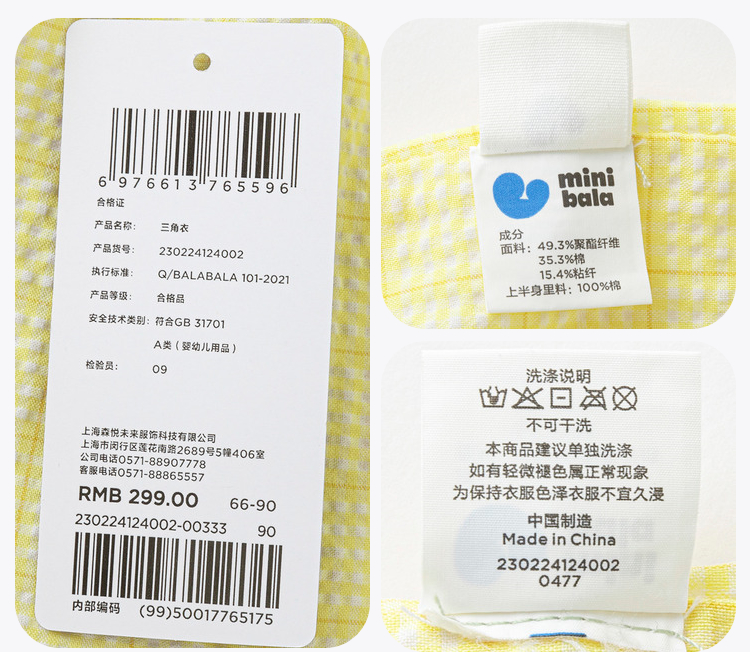 6 976613 765596
合格证
产品名称: 三角衣
产品货号: 230224124002
执行标准: Q/BALABALA 101-2021
产品等级: 合格品
安全技术类别: 符合GB 31701
A类（婴幼儿用品）
检验员: 09
上海森悦未来服饰科技有限公司
上海市闵行区莲花南路2689号5幢406室
公司电话0571-88907778
客服电话0571-88865557
RMB 299.00 66-90
230224124002-00333 90
内部编码 (99)50017765175
mini
bala
成分
面料: 49.3%聚酯纤维
35.3%棉
15.4%粘纤
上半身里料: 100%棉
洗涤说明
不可干洗
本商品建议单独洗涤
如有轻微褪色属正常现象
为保持衣服色泽衣服不宜久浸
中国制造
Made in China
230224124002
0477